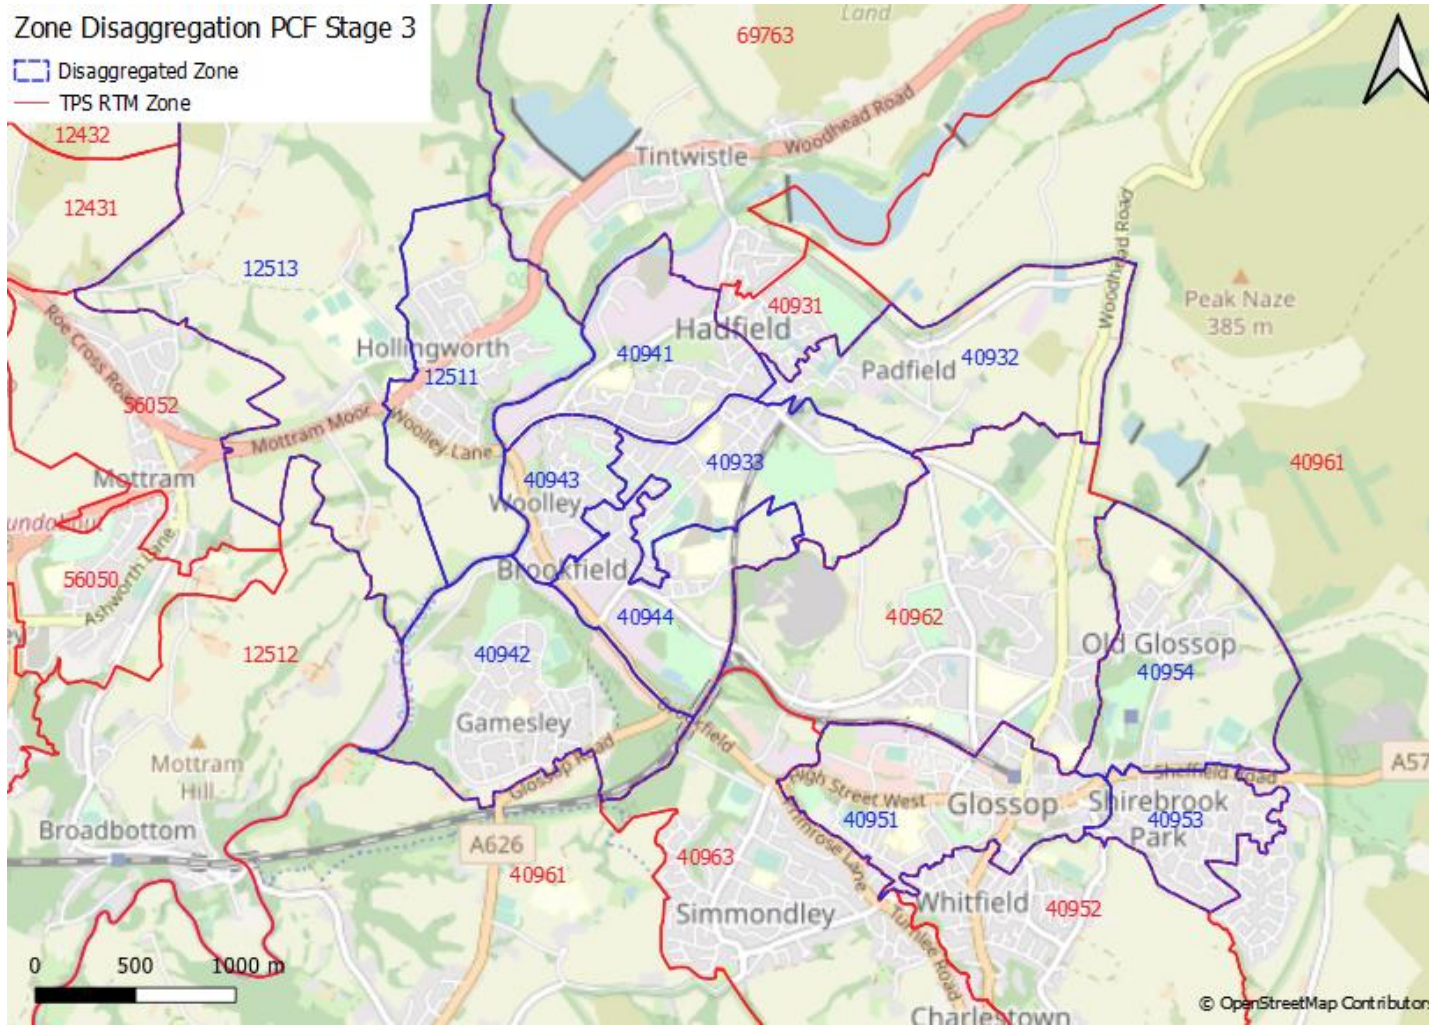 Zone Disaggregation PCF Stage 3
Disaggregated Zone
TPS RTM Zone
Land
69763
12432
12431
Tintwistle
Woodhead Road
12513
Woodhead Road
Peak Naze
385 m
Roe Cross Road
40931
Hadfield
Hollingworth
40941
40932
Padfield
12511
56052
Mottram Moor
Woolley Lane
40933
40961
Mottram
40943
Woolley
56050
Ashworth Lane
Brookfield
40944
40962
Old Glossop
40954
12512
40942
Gamesley
Glossop Road
Mottram
Hill
High Street West
Sheffield Road
A57
Glossop
Shirebrook
Park
40953
40951
Primrose Lane
Broadbottom
A626
40961
40963
Simmondley
Whitfield
40952
Turnlee Road
0 500 1000 m
Charlestown
© OpenStreetMap Contributors